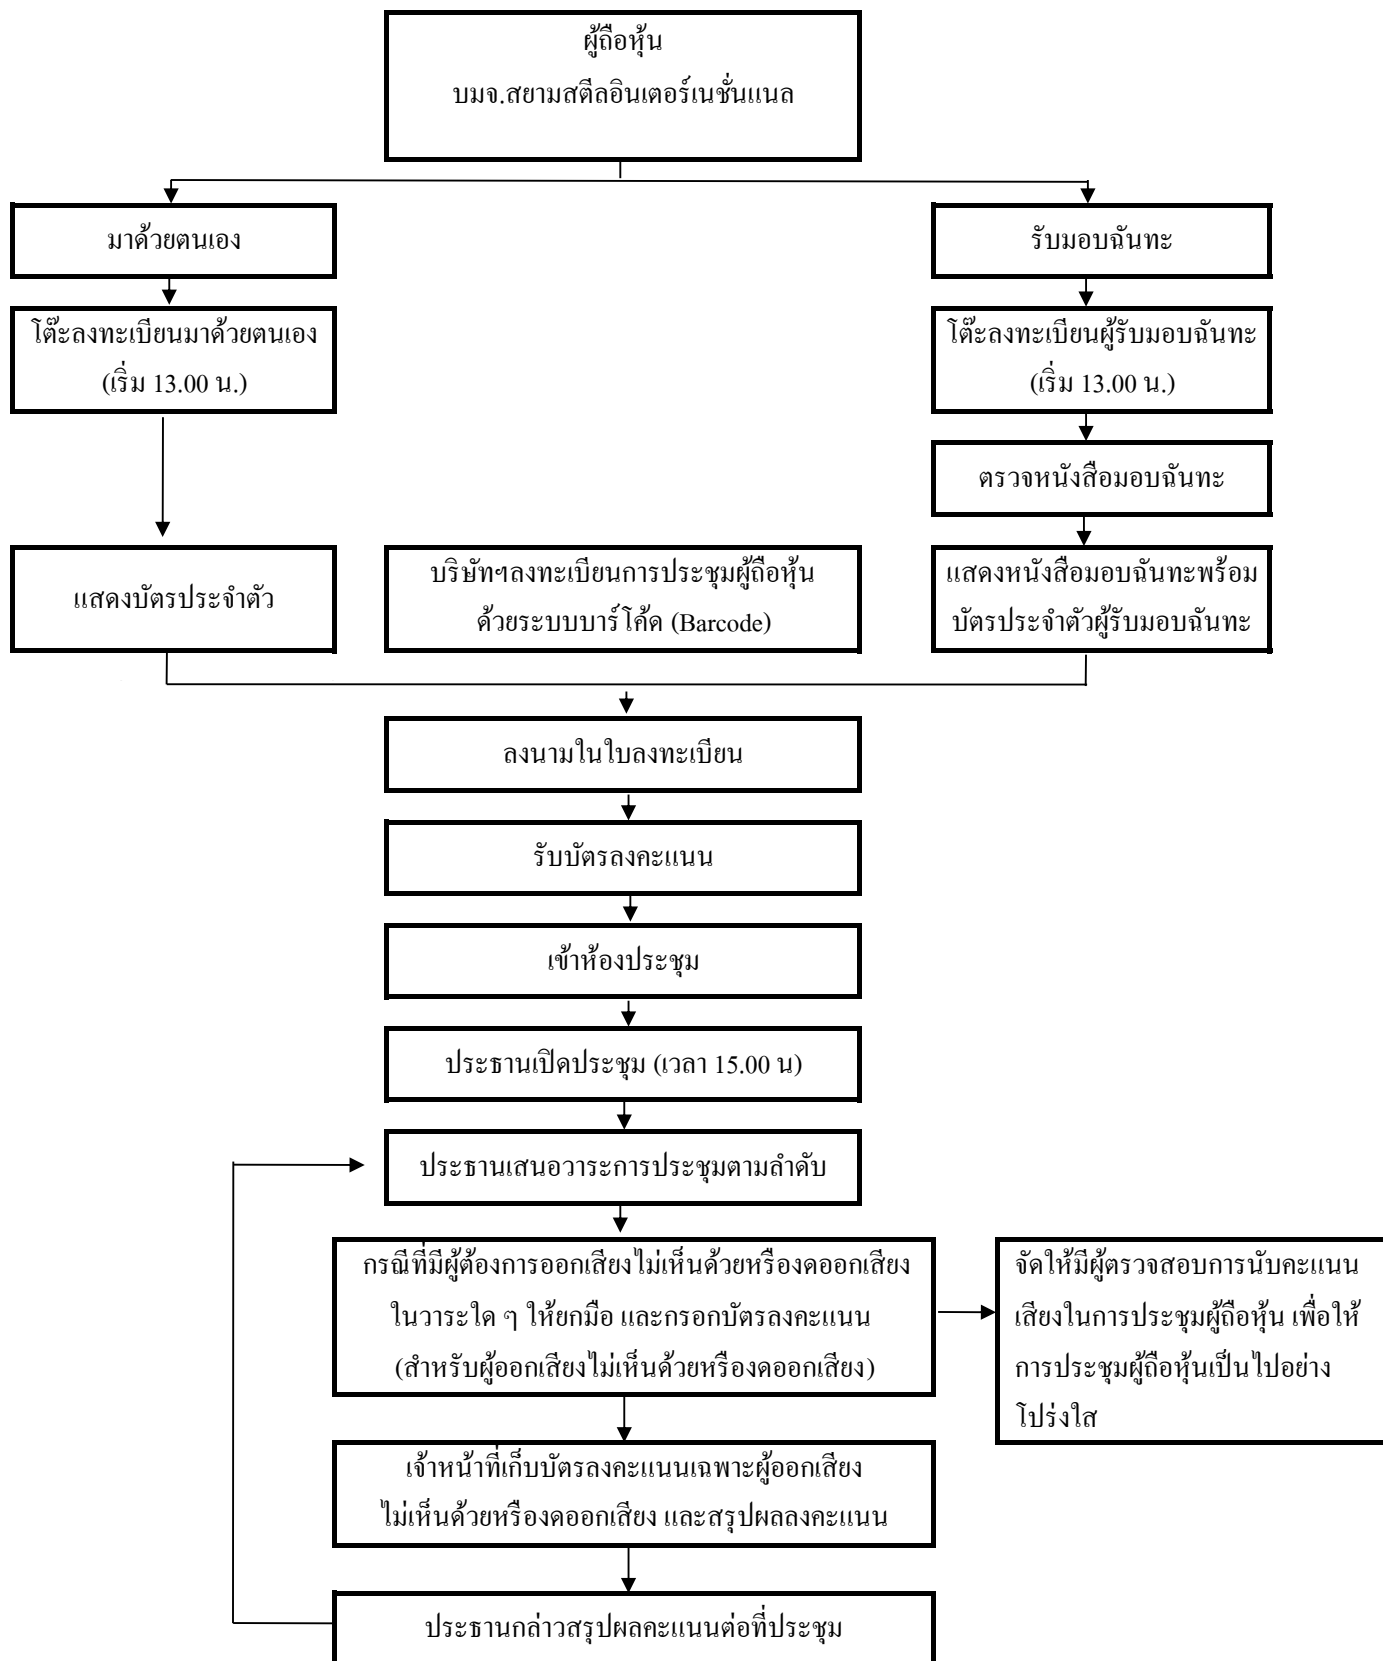 ผู้ถือหุ้น
บมจ.สยามสตีลอินเตอร์เนชั่นแนล
มาด้วยตนเอง
รับมอบฉันทะ
โต๊ะลงทะเบียนมาด้วยตนเอง
(เริ่ม 13.00 น.)
โต๊ะลงทะเบียนผู้รับมอบฉันทะ
(เริ่ม 13.00 น.)
ตรวจหนังสือมอบฉันทะ
แสดงบัตรประจำตัว
บริษัทฯลงทะเบียนการประชุมผู้ถือหุ้น
ด้วยระบบบาร์โค้ด (Barcode)
แสดงหนังสือมอบฉันทะพร้อม
บัตรประจำตัวผู้รับมอบฉันทะ
ลงนามในใบลงทะเบียน
รับบัตรลงคะแนน
เข้าห้องประชุม
ประธานเปิดประชุม (เวลา 15.00 น)
ประธานเสนอวาระการประชุมตามลำดับ
กรณีที่มีผู้ต้องการออกเสียงไม่เห็นด้วยหรืองดออกเสียง
ในวาระใด ๆ ให้ยกมือ และกรอกบัตรลงคะแนน
(สำหรับผู้ออกเสียงไม่เห็นด้วยหรืองดออกเสียง)
จัดให้มีผู้ตรวจสอบการนับคะแนน
เสียงในการประชุมผู้ถือหุ้น เพื่อให้
การประชุมผู้ถือหุ้นเป็นไปอย่าง
โปร่งใส
เจ้าหน้าที่เก็บบัตรลงคะแนนเฉพาะผู้ออกเสียง
ไม่เห็นด้วยหรืองดออกเสียง และสรุปผลลงคะแนน
ประธานกล่าวสรุปผลคะแนนต่อที่ประชุม